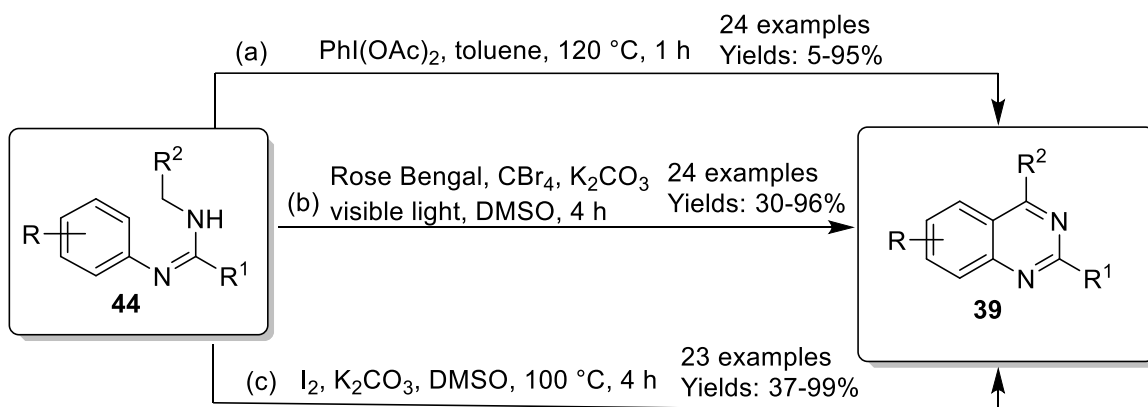 (a) PhI(OAc)₂, toluene, 120 °C, 1 h
24 examples
Yields: 5-95%
R²
NH
R
N
R¹
44
(b) Rose Bengal, CBr₄, K₂CO₃
visible light, DMSO, 4 h
24 examples
Yields: 30-96%
R²
N
R
N
R¹
39
(c) I₂, K₂CO₃, DMSO, 100 °C, 4 h
23 examples
Yields: 37-99%